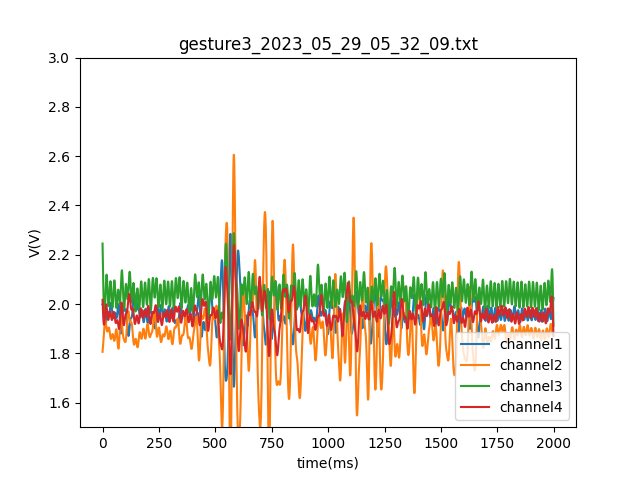 gesture3_2023_05_29_05_32_09.txt
3.0
2.8
2.6
2.4
2.2
2.0
1.8
1.6
V(V)
0 250 500 750 1000 1250 1500 1750 2000
time(ms)
channel1
channel2
channel3
channel4